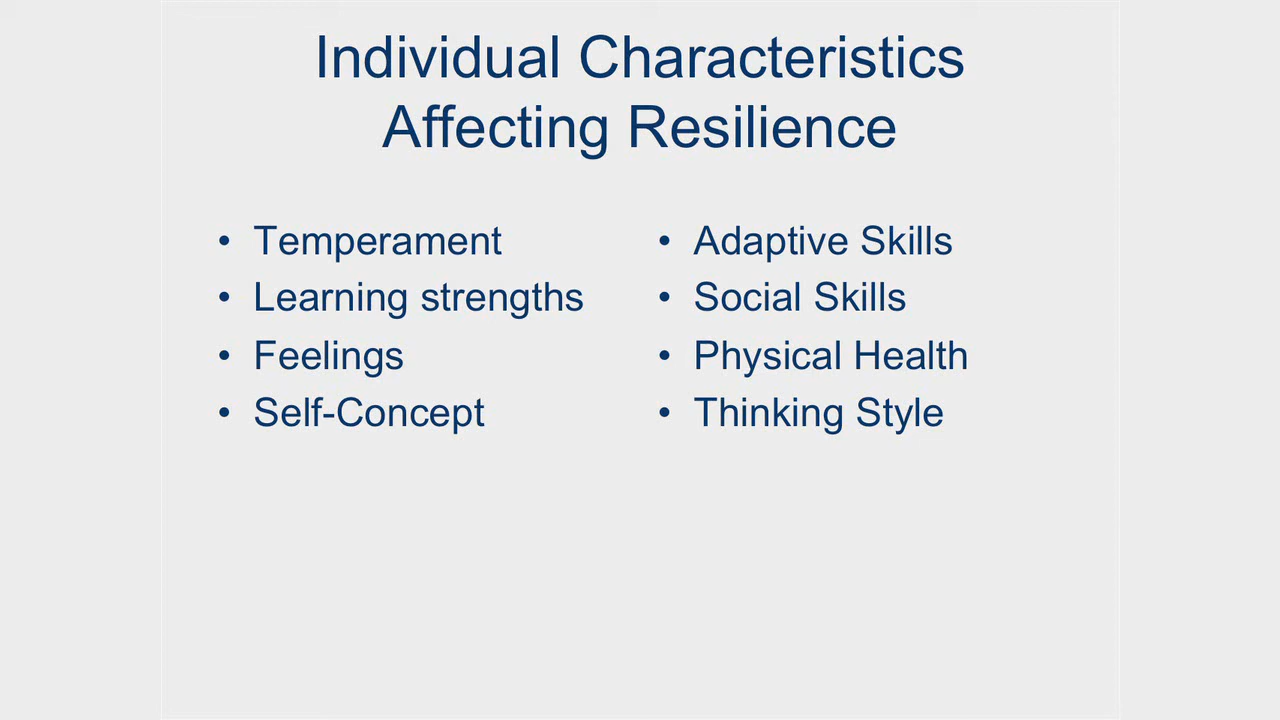 Individual Characteristics
Affecting Resilience
• Temperament
• Learning strengths
• Feelings
• Self-Concept
• Adaptive Skills
• Social Skills
• Physical Health
• Thinking Style